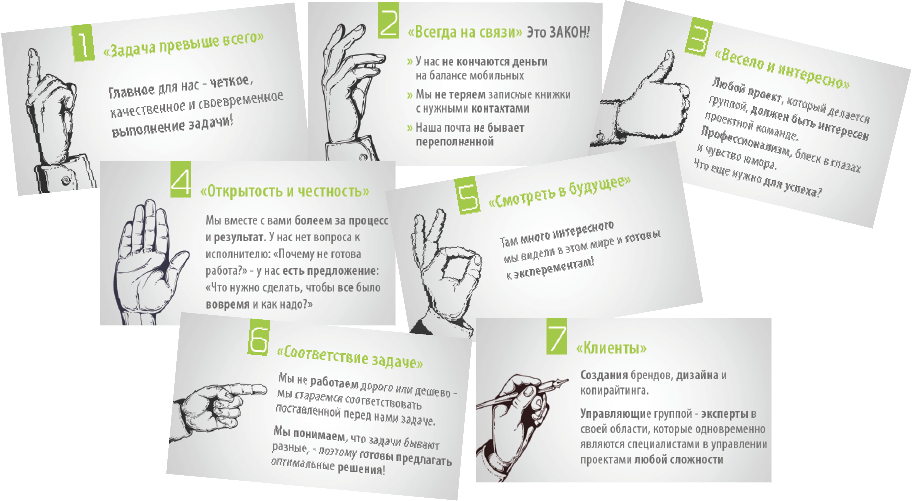 1 «Задача превыше всего»
Главное для нас - четкое,
качественное и своевременное
выполнение задачи!
2 «Всегда на связи» Это ЗАКОН!
» У нас не кончаются деньги
на балансе мобильных
» Мы не теряем записные книжки
с нужными контактами
» Наша почта не бывает
переполненной
3 «Весело и интересно»
Любой проект, который делается
группой, должен быть интересен
проектной команде.
Профессионализм, блеск в глазах
и чувство юмора.
Что еще нужно для успеха?
4 «Открытость и честность»
Мы вместе с вами болеем за процесс
и результат. У нас нет вопроса к
исполнителю: «Почему не готова
работа?» - у нас есть предложение:
«Что нужно сделать, чтобы все было
вовремя и как надо?»
5 «Смотреть в будущее»
Там много интересного
мы видели в этом мире и готовы
к эксперементам!
6 «Соответствие задаче»
Мы не работаем дорого или дешево -
мы стараемся соответствовать
поставленной перед нами задаче.
Мы понимаем, что задачи бывают
разные, - поэтому готовы предлагать
оптимальные решения!
7 «Клиенты»
Создания брендов, дизайна и
копирайтинга.
Управляющие группой - эксперты в
своей области, которые одновременно
являются специалистами в управлении
проектами любой сложности